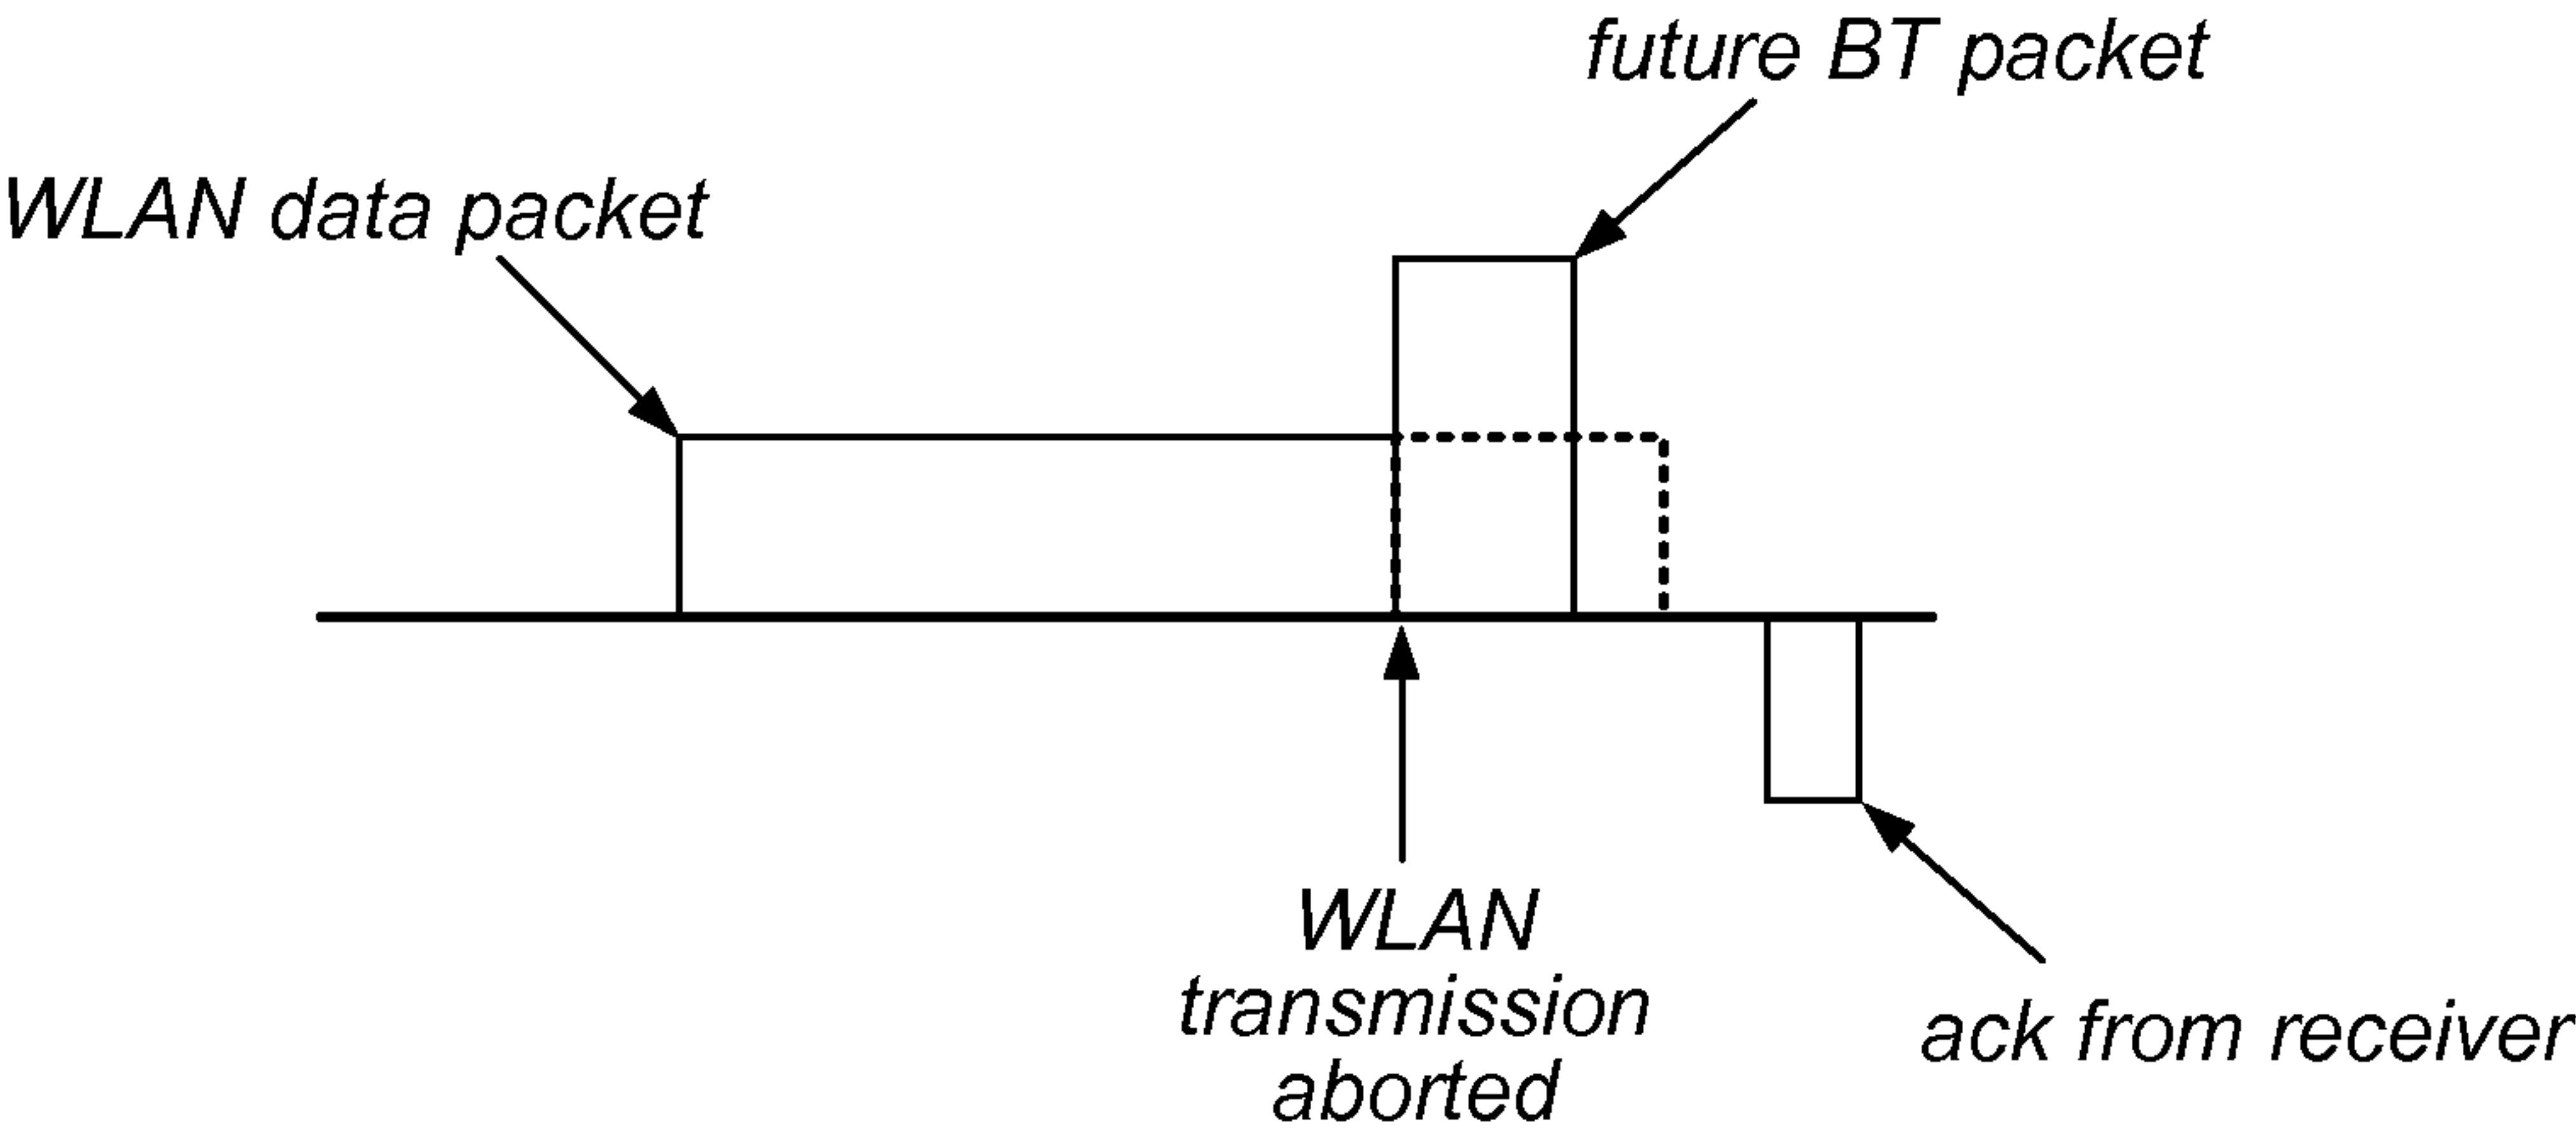 future BT packet
WLAN data packet
WLAN
transmission
aborted
ack from receiver